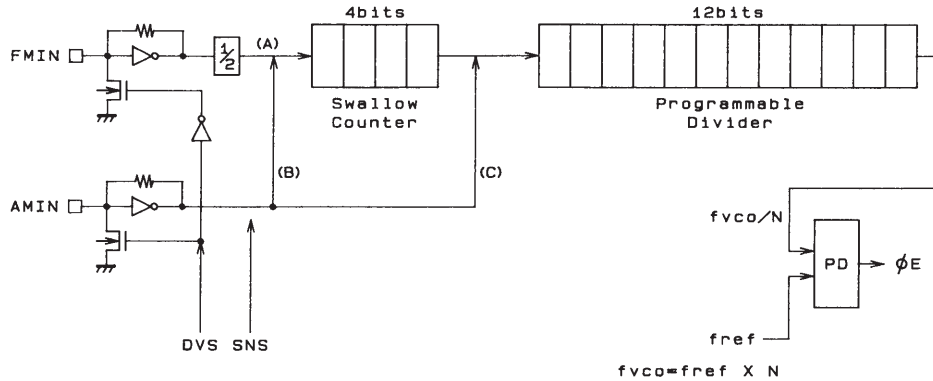 4bits
12bits
FMIN
1/2
(A)
Swallow
Counter
Programmable
Divider
(B)
(C)
AMIN
fvco/N
PD
φE
DVS SNS
fref
fvco=fref X N